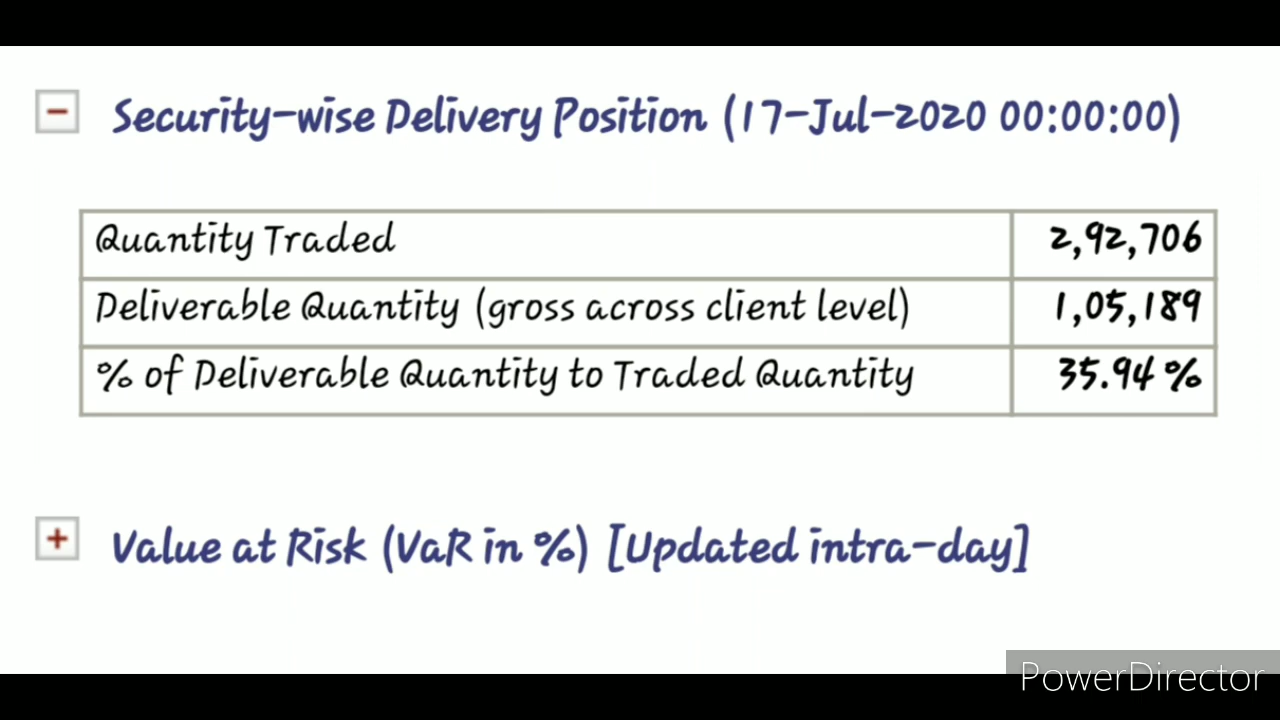 Security-wise Delivery Position (17-Jul-2020 00:00:00)
Quantity Traded 2,92,706
Deliverable Quantity (gross across client level) 1,05,189
% of Deliverable Quantity to Traded Quantity 35.94 %
Value at Risk (VaR in %) [Updated intra-day]
PowerDirector